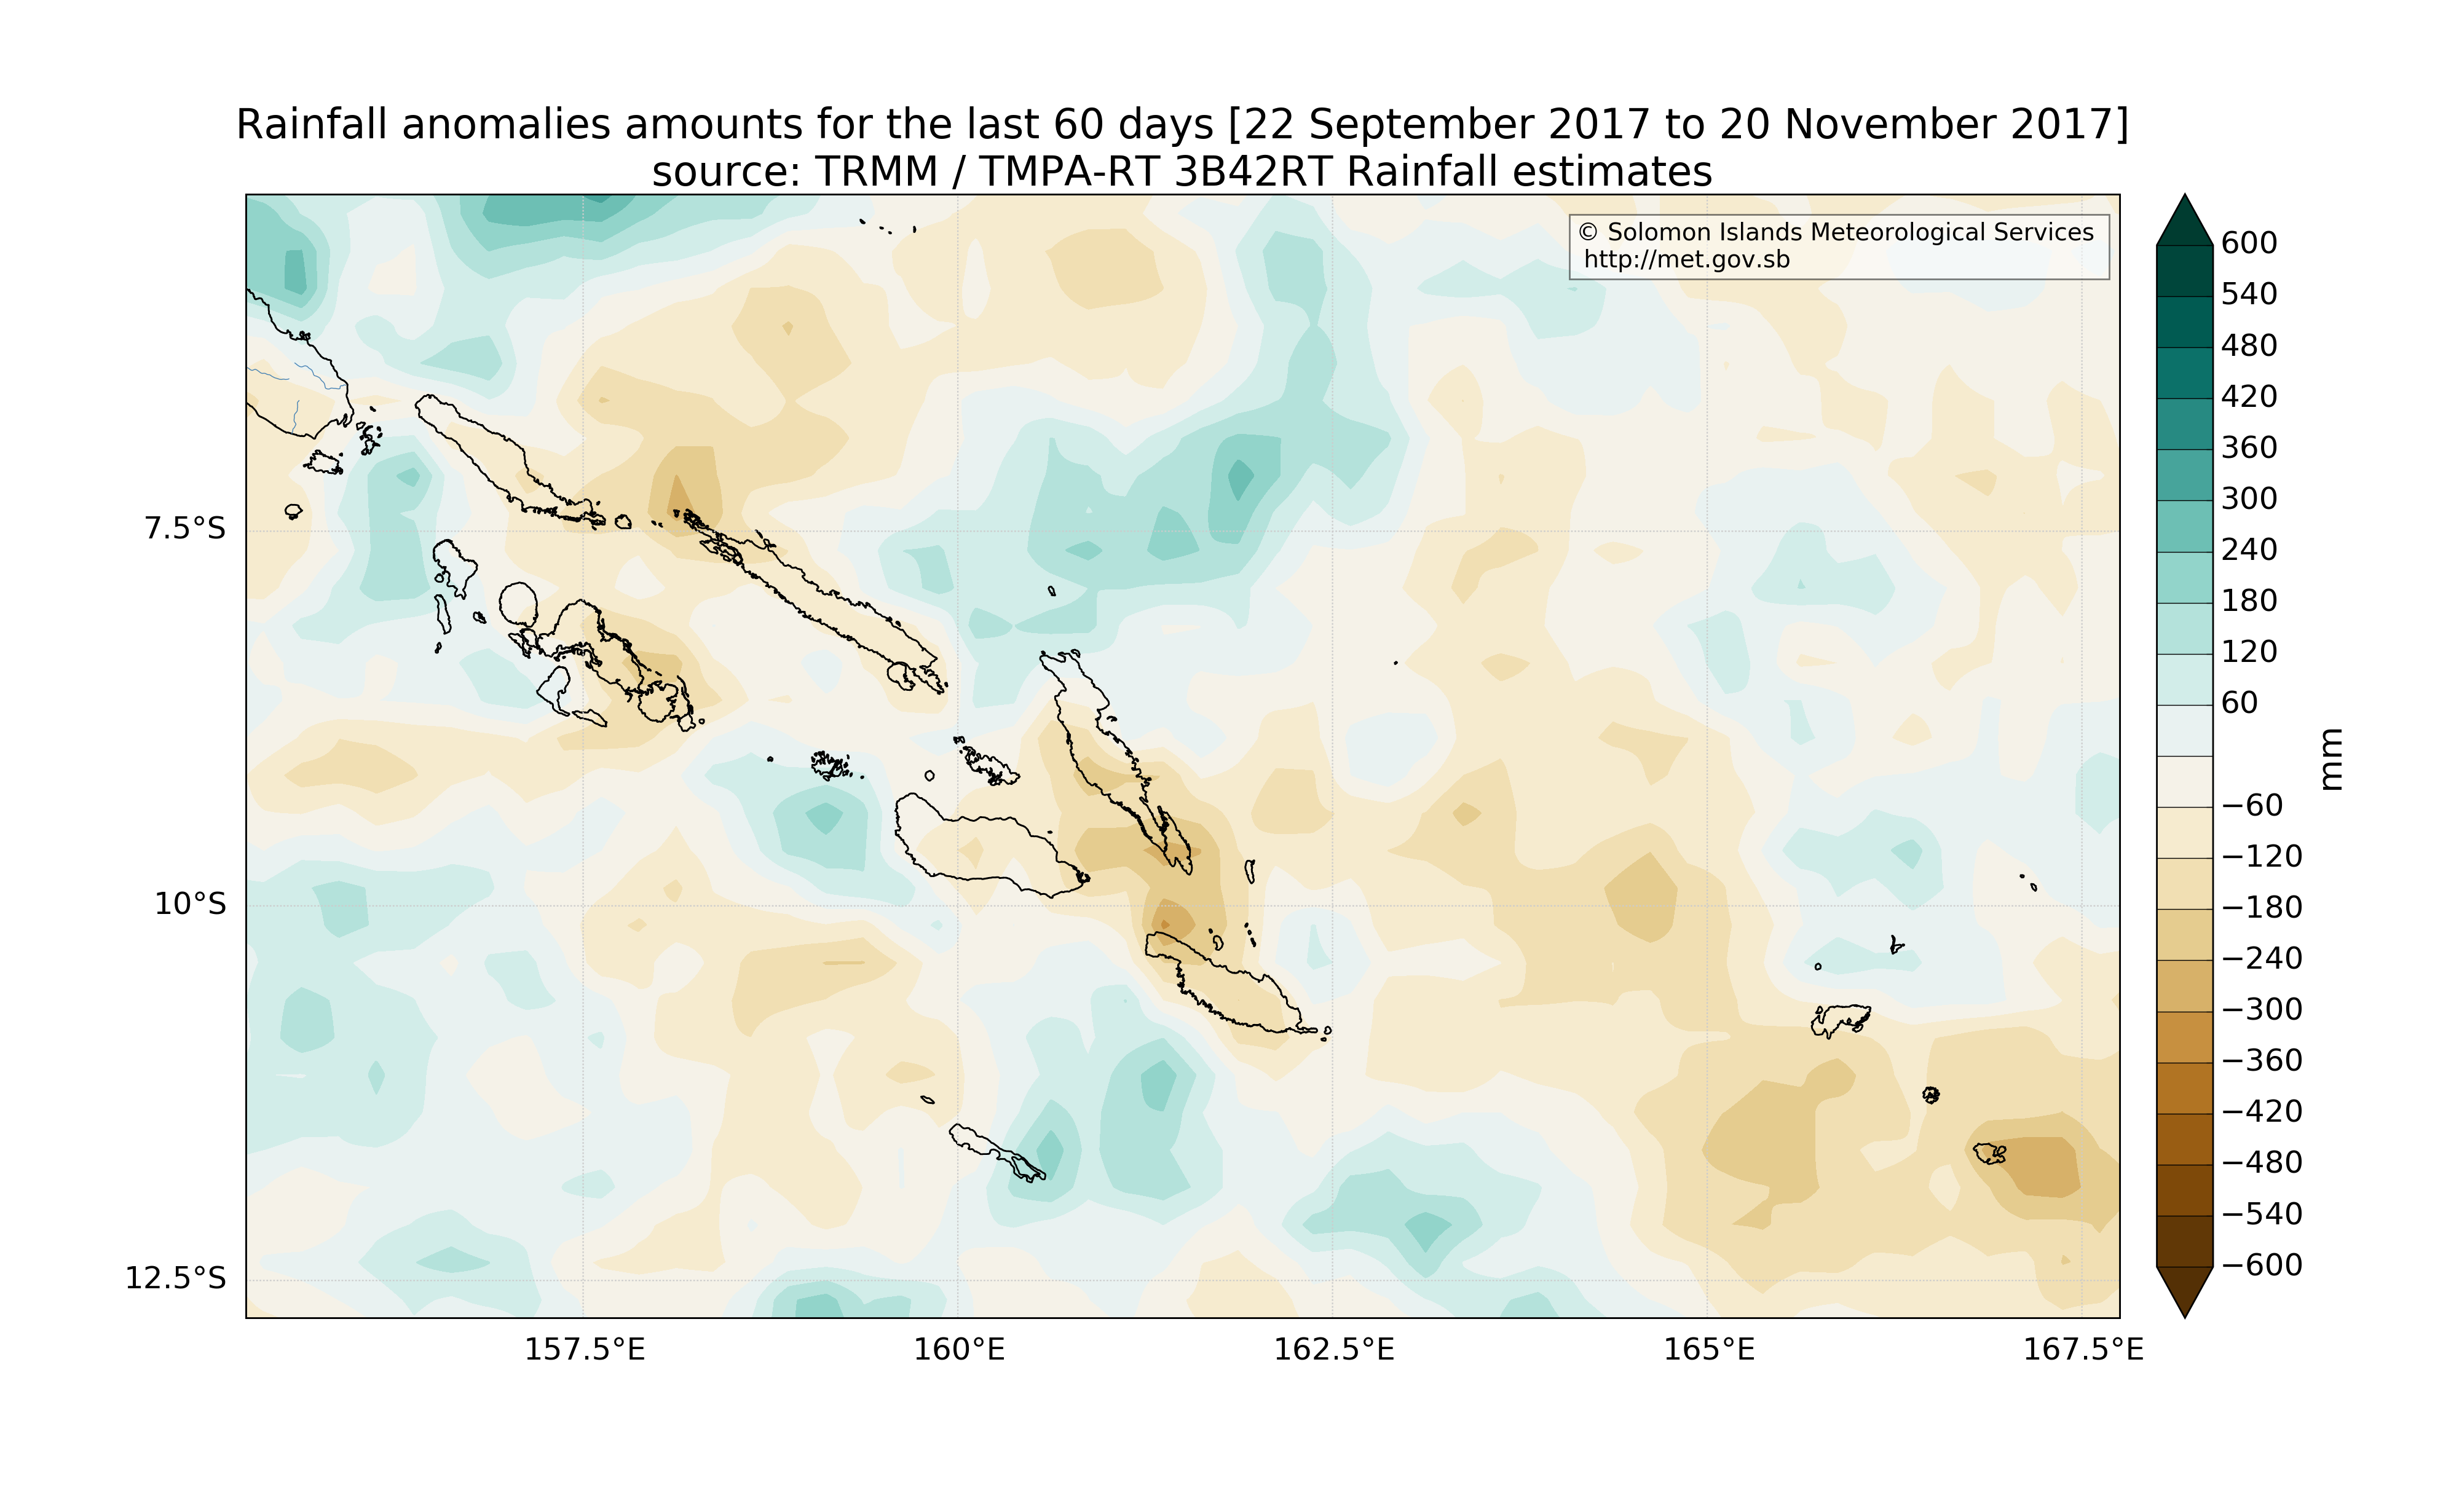 Rainfall anomalies amounts for the last 60 days [22 September 2017 to 20 November 2017]
source: TRMM / TMPA-RT 3B42RT Rainfall estimates
© Solomon Islands Meteorological Services
http://met.gov.sb
7.5°S
10°S
12.5°S
157.5°E
160°E
162.5°E
165°E
167.5°E
600
540
480
420
360
300
240
180
120
60
−60
−120
−180
−240
−300
−360
−420
−480
−540
−600
mm